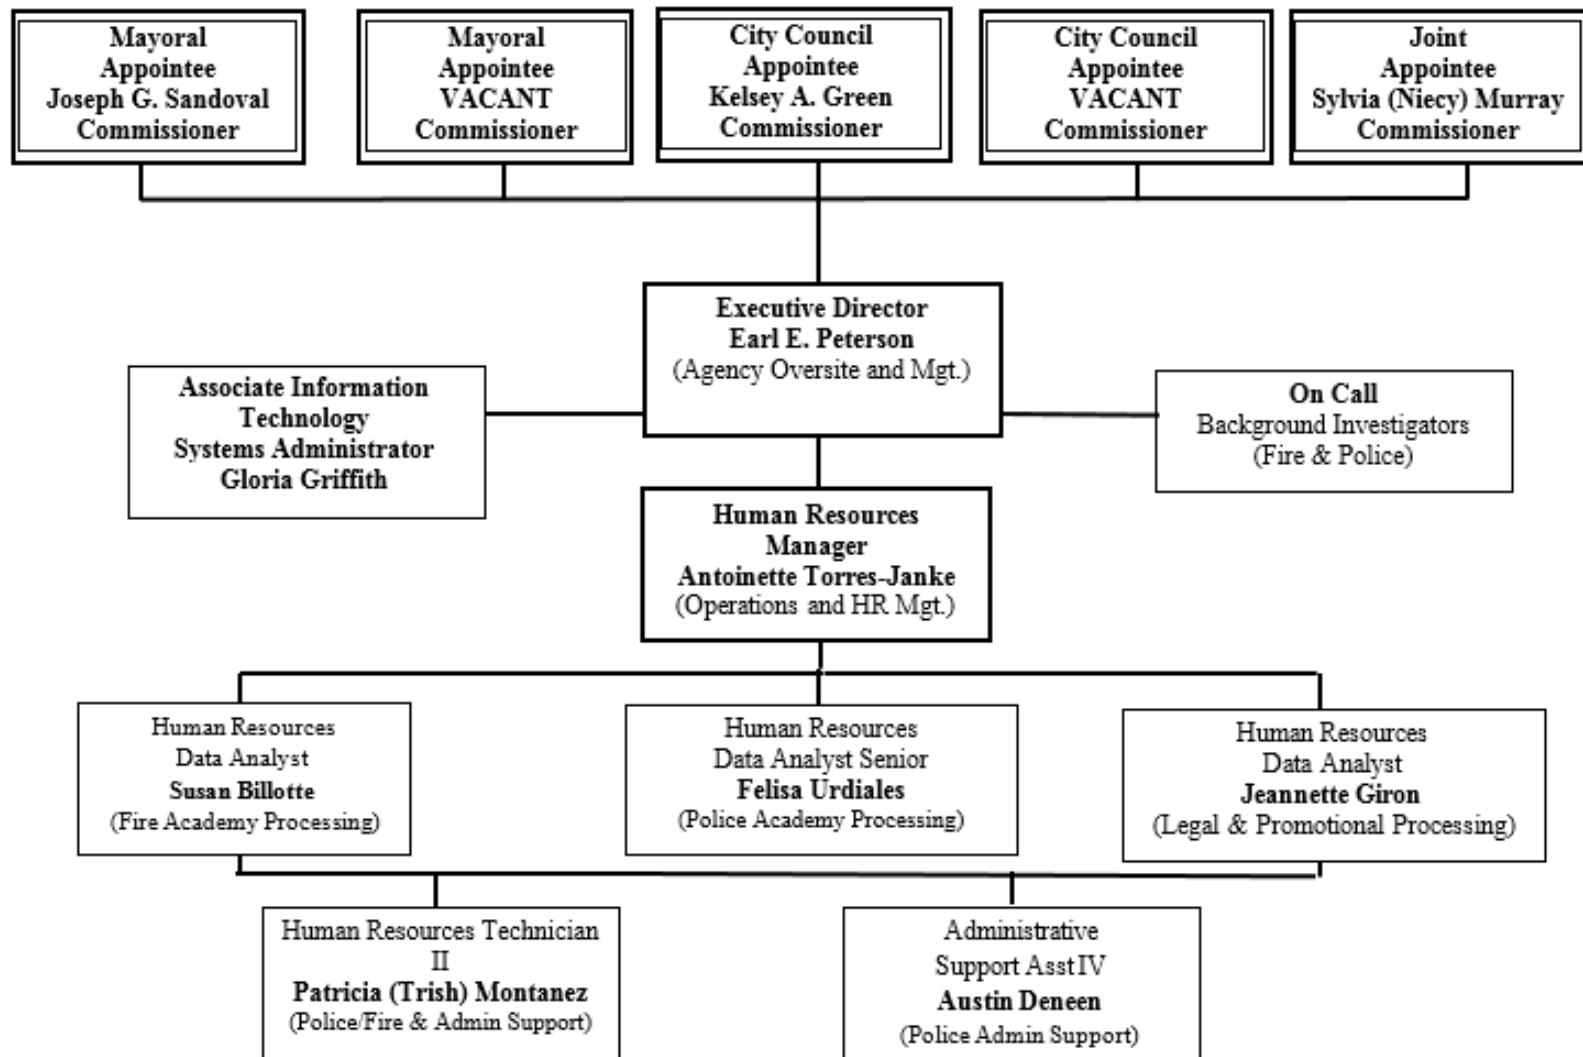 Mayoral
Appointee
Joseph G. Sandoval
Commissioner
Mayoral
Appointee
VACANT
Commissioner
City Council
Appointee
Kelsey A. Green
Commissioner
City Council
Appointee
VACANT
Commissioner
Joint
Appointee
Sylvia (Niecy) Murray
Commissioner
Executive Director
Earl E. Peterson
(Agency Oversite and Mgt.)
Associate Information
Technology
Systems Administrator
Gloria Griffith
On Call
Background Investigators
(Fire & Police)
Human Resources
Manager
Antoinette Torres-Janke
(Operations and HR Mgt.)
Human Resources
Data Analyst
Susan Billotte
(Fire Academy Processing)
Human Resources
Data Analyst Senior
Felisa Urdiales
(Police Academy Processing)
Human Resources
Data Analyst
Jeannette Giron
(Legal & Promotional Processing)
Human Resources Technician
II
Patricia (Trish) Montanez
(Police/Fire & Admin Support)
Administrative
Support Asst IV
Austin Deneen
(Police Admin Support)